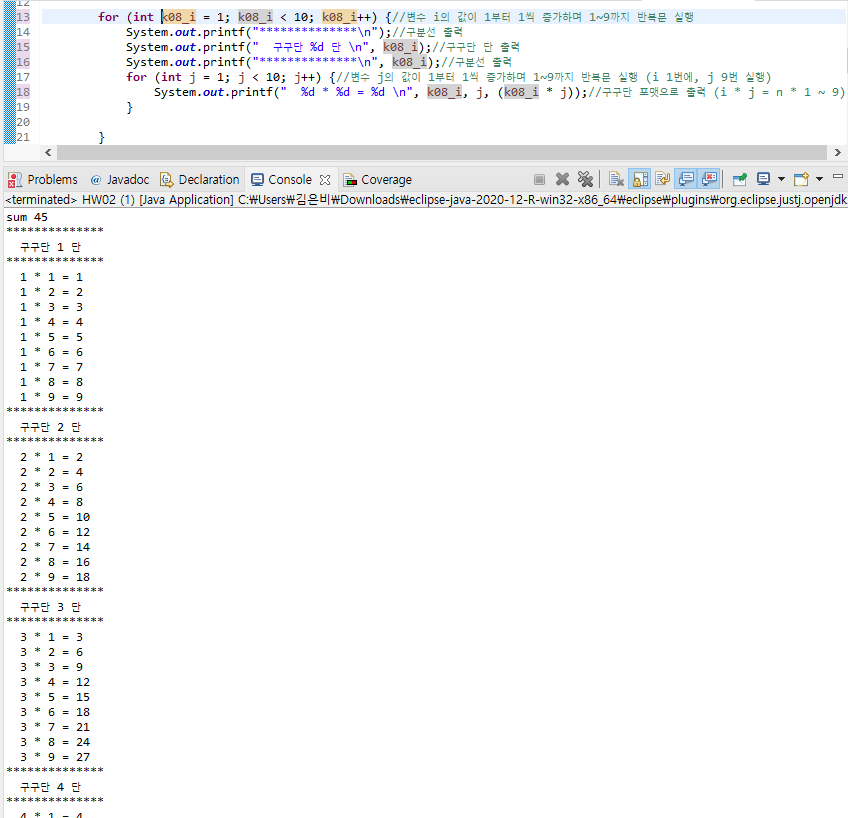 12
13 for (int k08_i = 1; k08_i < 10; k08_i++) {//변수 i의 값이 1부터 1씩 증가하며 1~9까지 반복문 실행
14 System.out.printf("**************\n");//구분선 출력
15 System.out.printf("  구구단 %d 단 \n", k08_i);//구구단 단 출력
16 System.out.printf("**************\n", k08_i);//구분선 출력
17 for (int j = 1; j < 10; j++) {//변수 j의 값이 1부터 1씩 증가하며 1~9까지 반복문 실행 (i 1번에, j 9번 실행)
18 System.out.printf("  %d * %d = %d \n", k08_i, j, (k08_i * j));//구구단 포맷으로 출력 (i * j = n * 1 ~ 9)
19 }
20
21 }
Problems @ Javadoc Declaration Console Coverage
<terminated> HW02 (1) [Java Application] C:₩Users₩김은비₩Downloads₩eclipse-java-2020-12-R-win32-x86_64₩eclipse₩plugins₩org.eclipse.justj.openjdk
sum 45
**************
구구단 1 단
**************
1 * 1 = 1
1 * 2 = 2
1 * 3 = 3
1 * 4 = 4
1 * 5 = 5
1 * 6 = 6
1 * 7 = 7
1 * 8 = 8
1 * 9 = 9
**************
구구단 2 단
**************
2 * 1 = 2
2 * 2 = 4
2 * 3 = 6
2 * 4 = 8
2 * 5 = 10
2 * 6 = 12
2 * 7 = 14
2 * 8 = 16
2 * 9 = 18
**************
구구단 3 단
**************
3 * 1 = 3
3 * 2 = 6
3 * 3 = 9
3 * 4 = 12
3 * 5 = 15
3 * 6 = 18
3 * 7 = 21
3 * 8 = 24
3 * 9 = 27
**************
구구단 4 단
**************
4 * 1 = 4